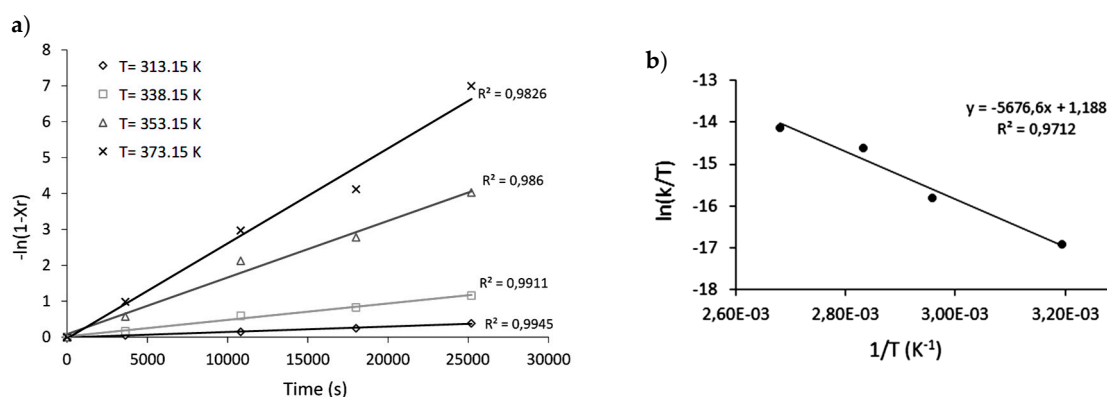 a)
8
7
6
5
4
3
2
1
0
-ln(1-Xr)
T= 313.15 K
T= 338.15 K
T= 353.15 K
T= 373.15 K
R² = 0,9826
R² = 0,986
R² = 0,9911
R² = 0,9945
0 5000 10000 15000 20000 25000 30000
Time (s)
b)
-13
-14
-15
-16
-17
-18
ln(k/T)
y = -5676,6x + 1,188
R² = 0,9712
2,60E-03 2,80E-03 3,00E-03 3,20E-03
1/T (K⁻¹)